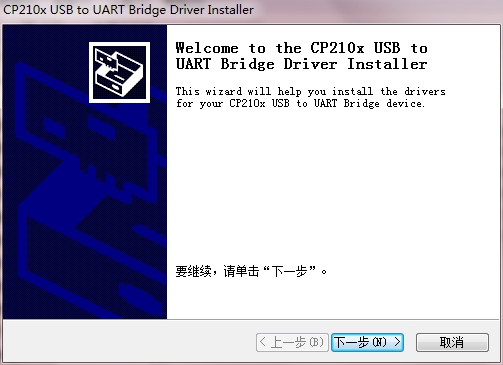 CP210x USB to UART Bridge Driver Installer
Welcome to the CP210x USB to
UART Bridge Driver Installer
This wizard will help you install the drivers
for your CP210x USB to UART Bridge device.
要继续，请单击“下一步”。
< 上一步(B) 下一步(N) > 取消